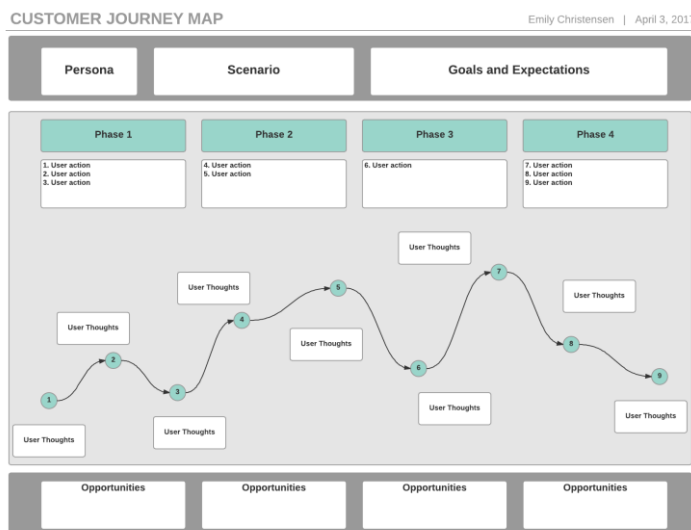 CUSTOMER JOURNEY MAP
Emily Christensen | April 3, 2017
Persona
Scenario
Goals and Expectations
Phase 1
Phase 2
Phase 3
Phase 4
1. User action
2. User action
3. User action
4. User action
5. User action
6. User action
7. User action
8. User action
9. User action
User Thoughts
7
User Thoughts
User Thoughts
5
4
User Thoughts
User Thoughts
8
2
6
9
3
1
User Thoughts
User Thoughts
User Thoughts
User Thoughts
Opportunities
Opportunities
Opportunities
Opportunities